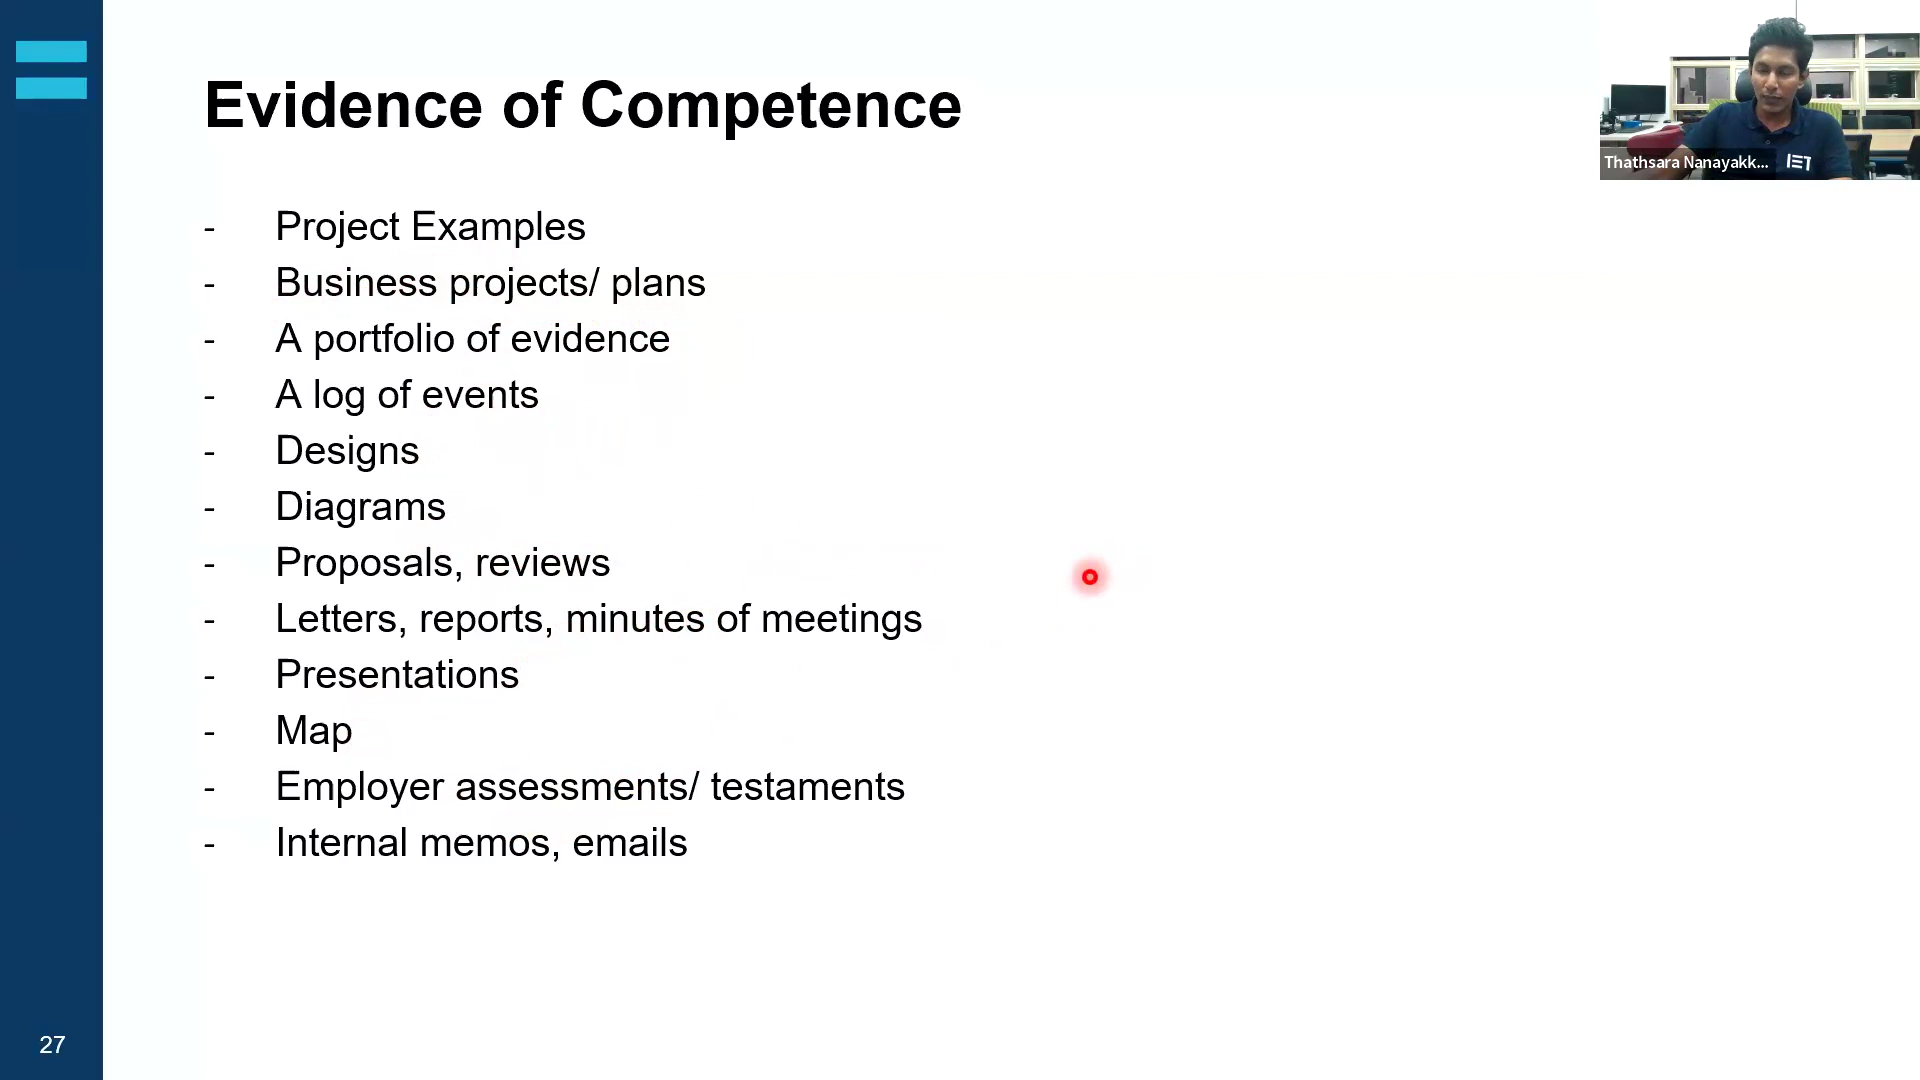 Evidence of Competence
Thathsara Nanayakk...
IET
- Project Examples
- Business projects/ plans
- A portfolio of evidence
- A log of events
- Designs
- Diagrams
- Proposals, reviews
- Letters, reports, minutes of meetings
- Presentations
- Map
- Employer assessments/ testaments
- Internal memos, emails
27